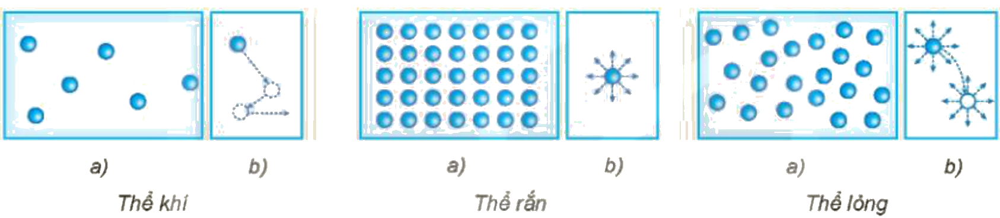 a) b) a) b) a) b)
Thể khí Thể rắn Thể lỏng